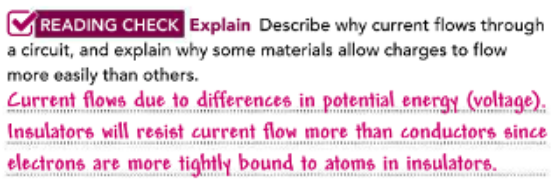 READING CHECK Explain Describe why current flows through
a circuit, and explain why some materials allow charges to flow
more easily than others.
Current flows due to differences in potential energy (voltage).
Insulators will resist current flow more than conductors since
electrons are more tightly bound to atoms in insulators.